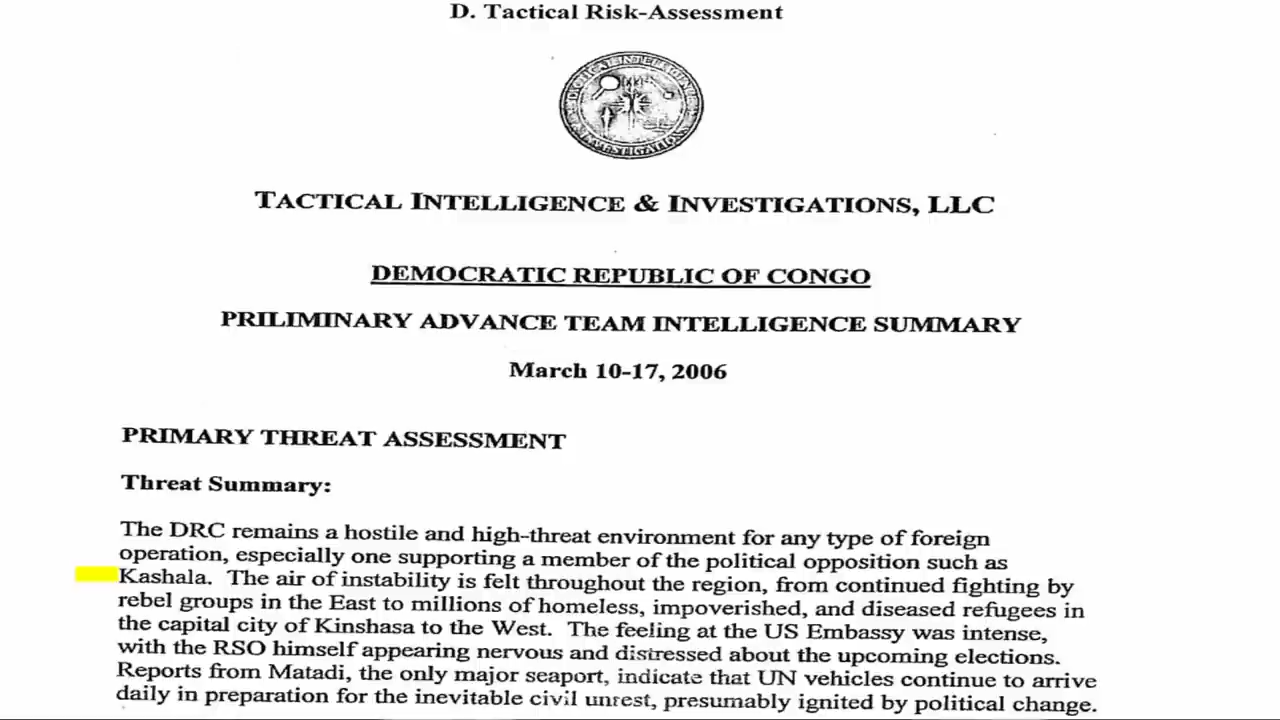 D. Tactical Risk-Assessment
TACTICAL INTELLIGENCE
INVESTIGATIONS
TACTICAL INTELLIGENCE & INVESTIGATIONS, LLC
DEMOCRATIC REPUBLIC OF CONGO
PRILIMINARY ADVANCE TEAM INTELLIGENCE SUMMARY
March 10-17, 2006
PRIMARY THREAT ASSESSMENT
Threat Summary:
The DRC remains a hostile and high-threat environment for any type of foreign
operation, especially one supporting a member of the political opposition such as
Kashala. The air of instability is felt throughout the region, from continued fighting by
rebel groups in the East to millions of homeless, impoverished, and diseased refugees in
the capital city of Kinshasa to the West. The feeling at the US Embassy was intense,
with the RSO himself appearing nervous and distressed about the upcoming elections.
Reports from Matadi, the only major seaport, indicate that UN vehicles continue to arrive
daily in preparation for the inevitable civil unrest, presumably ignited by political change.